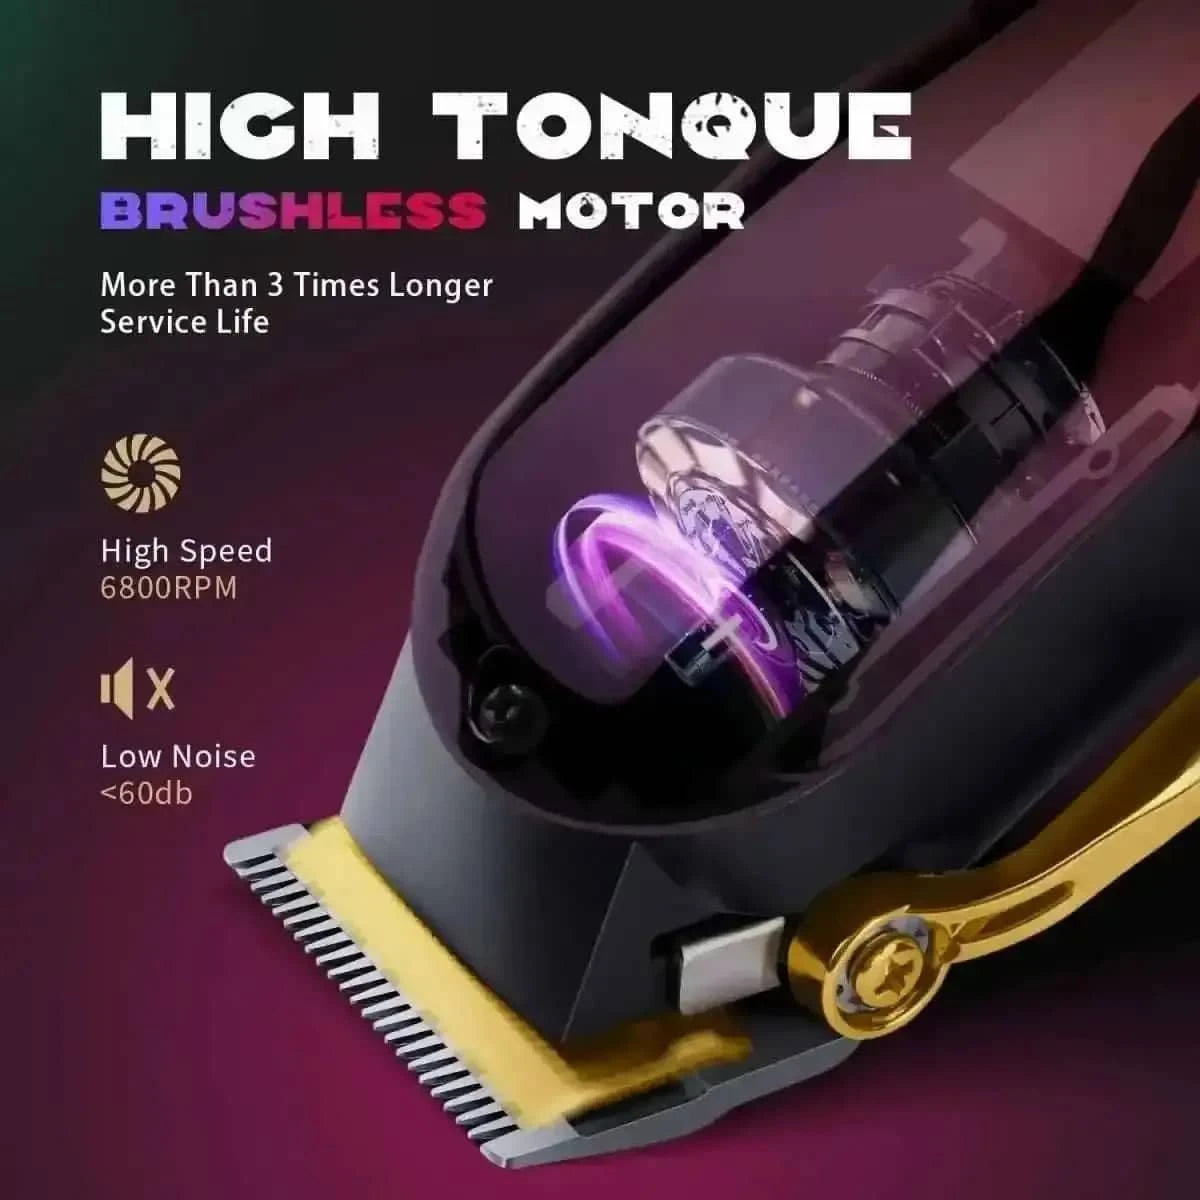 HIGH TONQUE
BRUSHLESS MOTOR
More Than 3 Times Longer
Service Life
High Speed
6800RPM
Low Noise
<60db